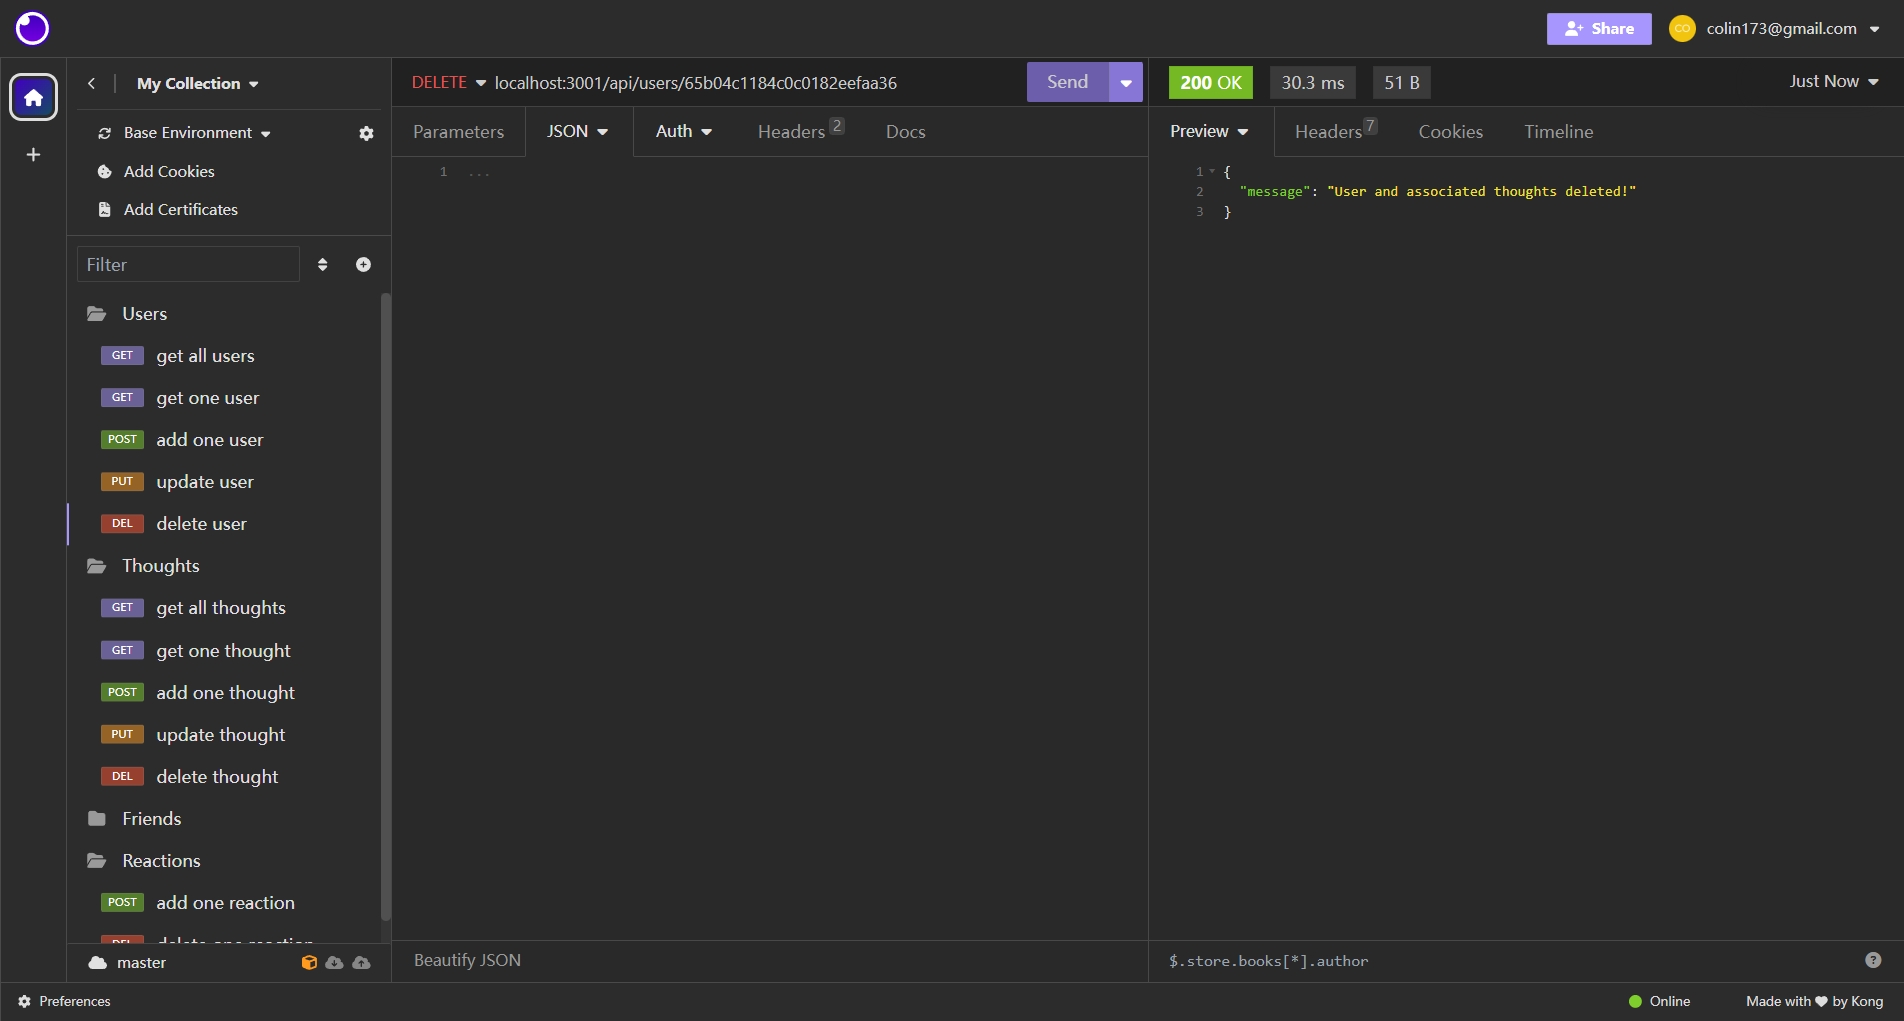 Share
CO
colin173@gmail.com
My Collection
Base Environment
Add Cookies
Add Certificates
Filter
Users
GET get all users
GET get one user
POST add one user
PUT update user
DEL delete user
Thoughts
GET get all thoughts
GET get one thought
POST add one thought
PUT update thought
DEL delete thought
Friends
Reactions
POST add one reaction
DEL delete one reaction
master
DELETE localhost:3001/api/users/65b04c1184c0c0182eefaa36 Send
Parameters JSON Auth Headers 2 Docs
1 ...
Beautify JSON
200 OK 30.3 ms 51 B Just Now
Preview Headers 7 Cookies Timeline
1 {
2 "message": "User and associated thoughts deleted!"
3 }
$.store.books[*].author
?
Preferences
Online
Made with ❤ by Kong